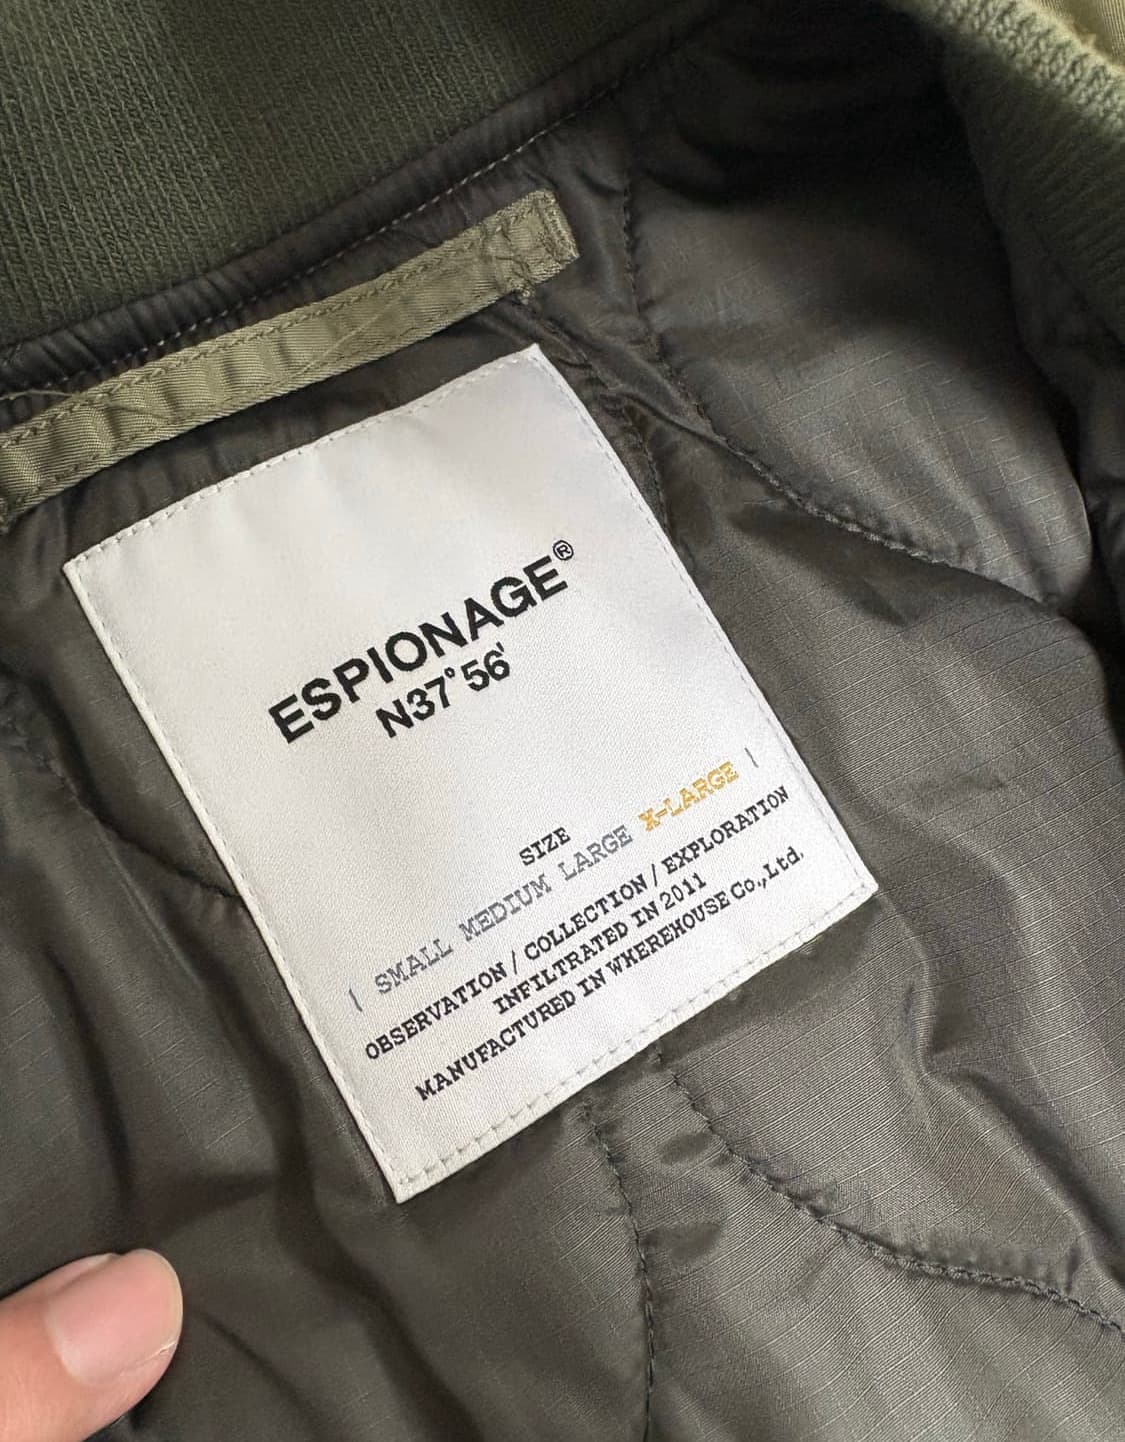 ESPIONAGE®
N37°56'
SIZE
| SMALL MEDIUM LARGE X-LARGE |
OBSERVATION / COLLECTION / EXPLORATION
INFILTRATED IN 2011
MANUFACTURED IN WHEREHOUSE Co.,Ltd.